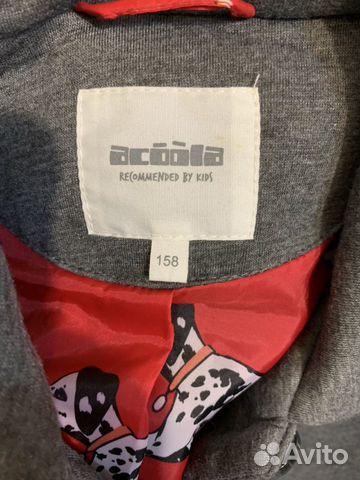 acoola
RECOMMENDED BY KIDS
158
Avito